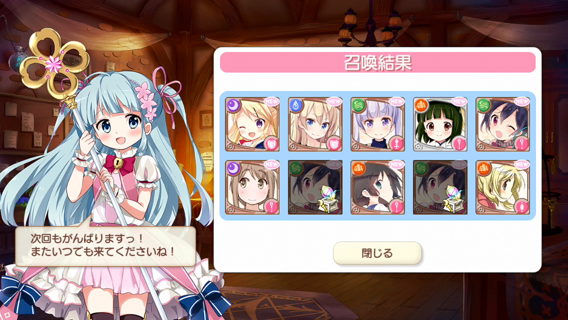 召喚結果
次回もがんばりますっ！
またいつでも来てくださいね！
閉じる